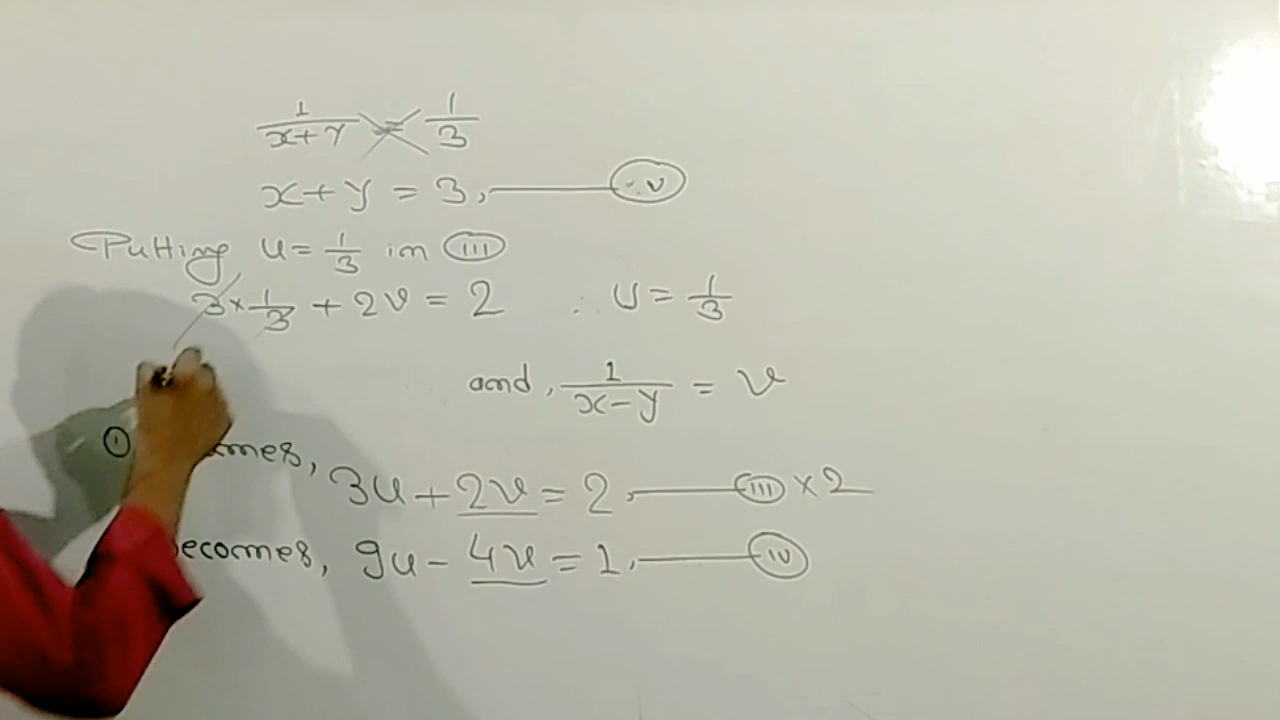 1/(x+y) = 1/3
x+y = 3, (v)
Putting u = 1/3 in (III)
3 × 1/3 + 2v = 2 ∴ u = 1/3
and, 1/(x-y) = v
(i)
3u + 2v = 2, (III) × 2
ecomes, 9u - 4v = 1, (IV)